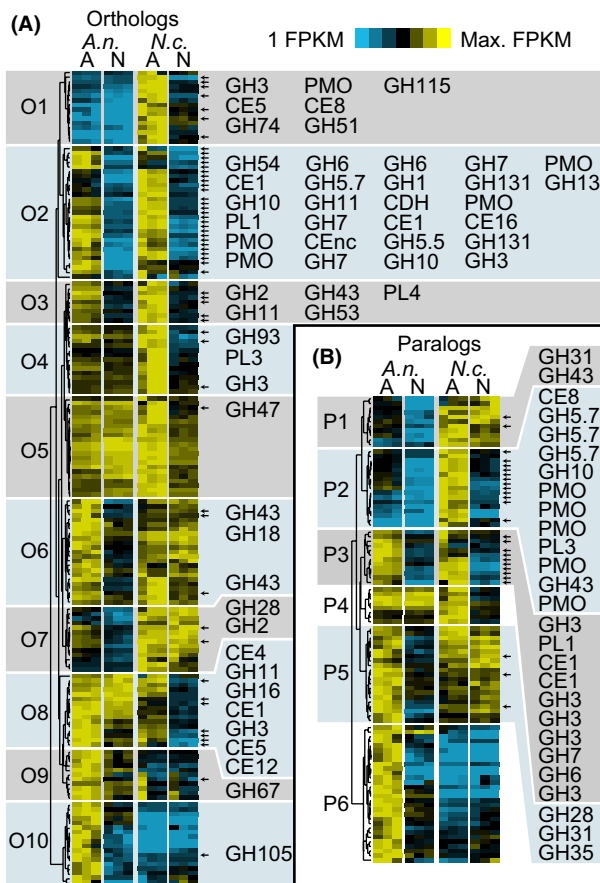 (A) Orthologs 1 FPKM Max. FPKM
A.n. N.c.
A N A N
O1
GH3 PMO GH115
CE5 CE8
GH74 GH51
O2
GH54 GH6 GH6 GH7 PMO
CE1 GH5.7 GH1 GH131 GH13
GH10 GH11 CDH PMO
PL1 GH7 CE1 CE16
PMO CEnc GH5.5 GH131
PMO GH7 GH10 GH3
O3
GH2 GH43 PL4
GH11 GH53
O4
GH93
PL3
GH3
O5
GH47
O6
GH43
GH18
GH43
O7
GH28
GH2
O8
CE4
GH11
GH16
CE1
GH3
CE5
CE12
O9
GH67
O10
GH105
(B) Paralogs
A.n. N.c.
A N A N
P1
GH31
GH43
P2
CE8
GH5.7
GH5.7
GH5.7
GH10
PMO
PMO
PMO
PL3
PMO
GH43
PMO
P3
GH3
PL1
CE1
CE1
GH3
GH3
GH3
GH7
GH6
GH3
P4
P5
GH28
GH31
GH35
P6